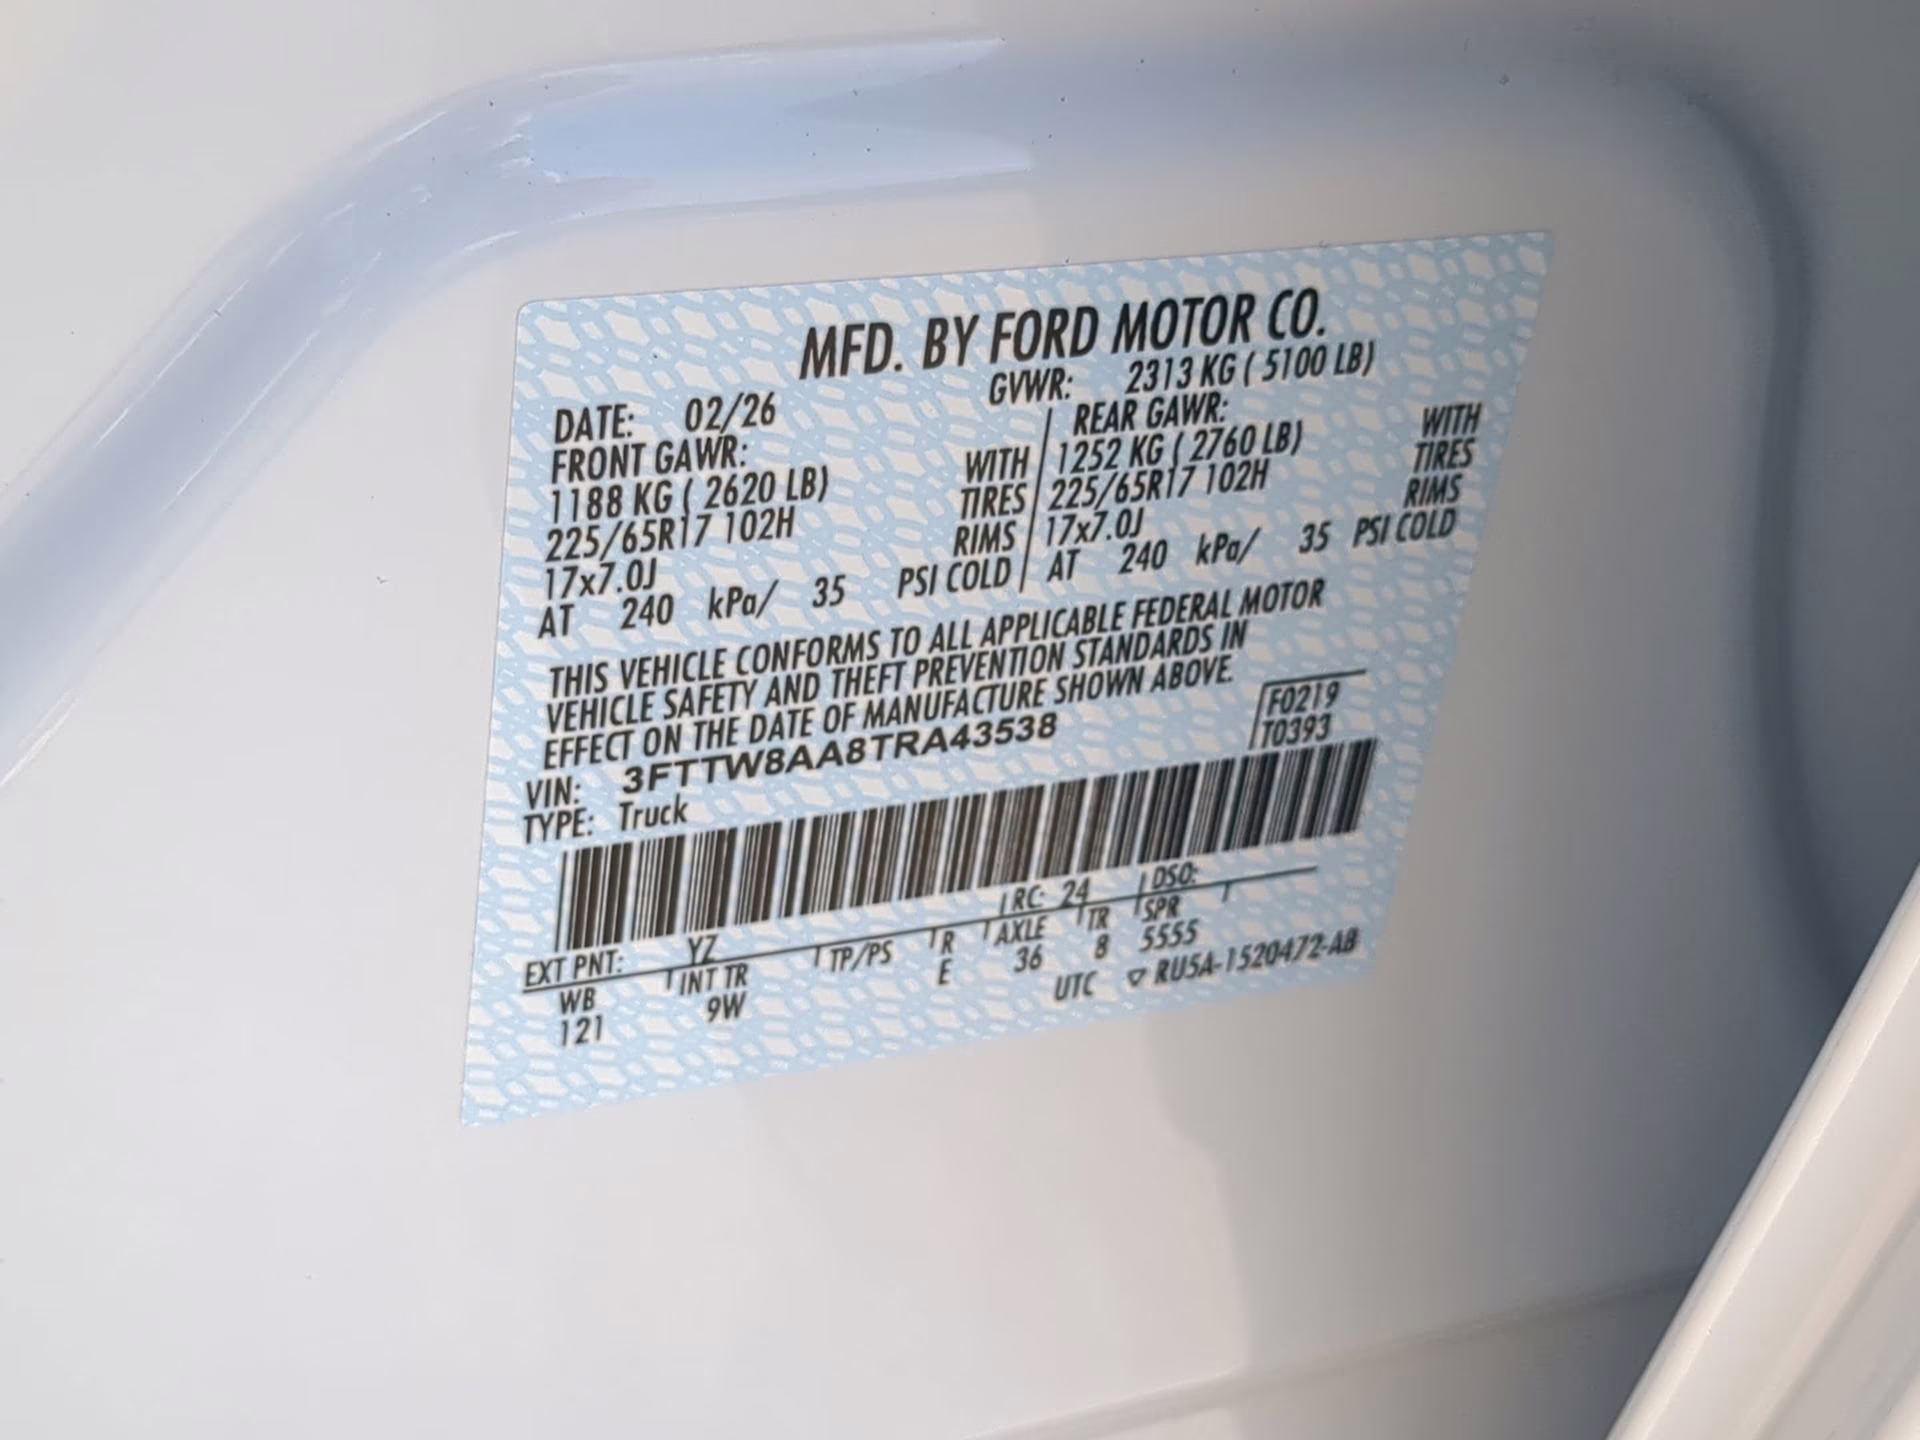 MFD. BY FORD MOTOR CO.
DATE: 02/26 GVWR: 2313 KG ( 5100 LB)
FRONT GAWR: REAR GAWR:
1188 KG ( 2620 LB) WITH 1252 KG ( 2760 LB) WITH
225/65R17 102H TIRES 225/65R17 102H TIRES
17x7.0J RIMS 17x7.0J RIMS
AT 240 kPa/ 35 PSI COLD AT 240 kPa/ 35 PSI COLD
THIS VEHICLE CONFORMS TO ALL APPLICABLE FEDERAL MOTOR
VEHICLE SAFETY AND THEFT PREVENTION STANDARDS IN
EFFECT ON THE DATE OF MANUFACTURE SHOWN ABOVE.
VIN: 3FTTW8AA8TRA43538 F0219
TYPE: Truck T0393
EXT PNT: YZ RC: 24 DSO:
WB INT TR TP/PS R AXLE TR SPR
121 9W E 36 8 5555
UTC RU5A-1520472-AB